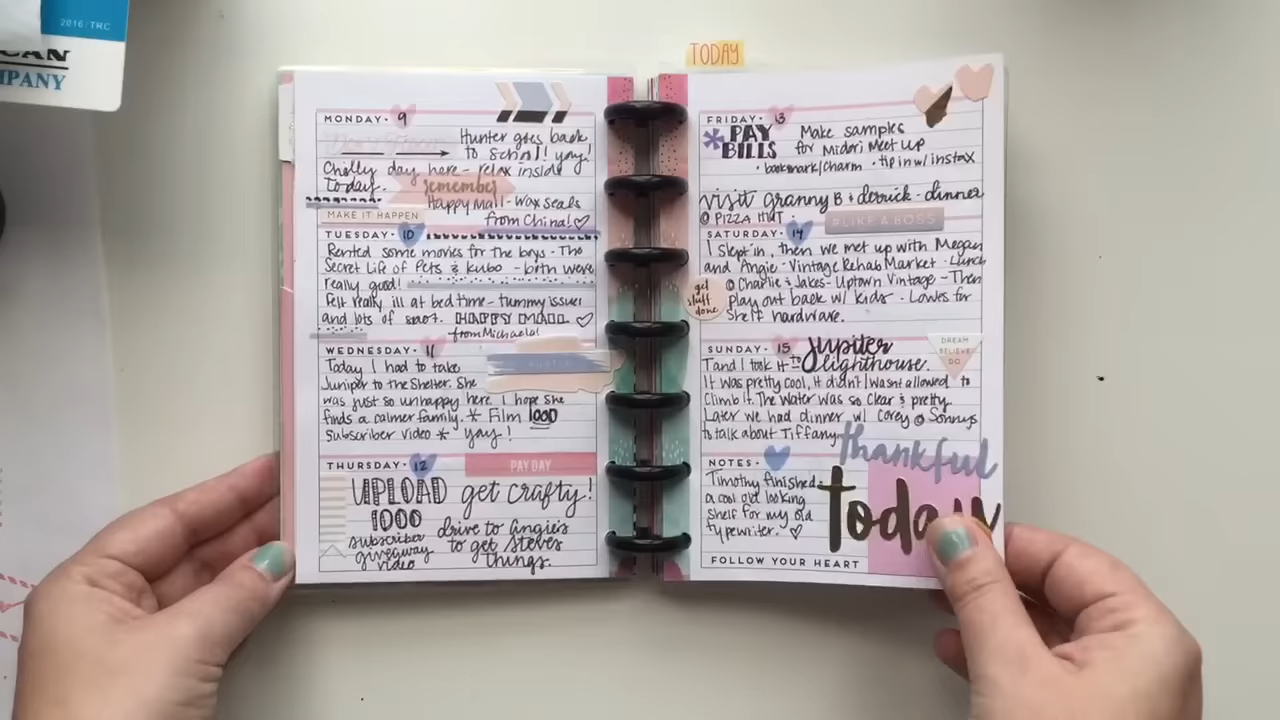 2016/TRC
CAN
MPANY
TODAY
MONDAY · 9
Hunter goes back
to school! yay!
Chilly day here - relax inside
today.
remember
Happy Mail - Wax seals
from China! ♡
MAKE IT HAPPEN
TUESDAY · 10
Rented some movies for the boys - The
Secret Life of Pets & Kubo - both were
really good!
Felt really ill at bed time - tummy issues
and lots of snot. HAPPY MAIL ♡
from Michaela!
WEDNESDAY · 11
Today I had to take
Juniper to the Shelter. She
was just so unhappy here. I hope she
finds a calmer family. * Film 1000
Subscriber Video * yay!
THURSDAY · 12
PAY DAY
UPLOAD get crafty!
1000
subscriber
giveaway
video
drive to Angie's
to get Steve's
things.
FRIDAY · 13
*PAY
BILLS
Make samples
for Midori Meet up
· bookmark/charm · tip in w/ instax
visit granny B & derrick - dinner
@ PIZZA HUT ·
#LIKE A BOSS
SATURDAY · 14
I slept in, then we met up with Megan
and Angie - Vintage Rehab Market - Lunch
@ Charlie & Jakes - Uptown Vintage - Then
Play out back w/ kids · Lowes for
Shelf hardware.
get
stuff
done
SUNDAY · 15
Jupiter
Lighthouse.
T and I took H to
It was pretty cool, H didn't/wasn't allowed to
Climb it. The Water was so Clear & pretty.
Later we had dinner w/ Corey @ Sonnys
to talk about Tiffany
DREAM
BELIEVE
DO
thankful
NOTES ·
Timothy finished
a cool old looking
shelf for my old
typewriter. ♡
today
FOLLOW YOUR HEART